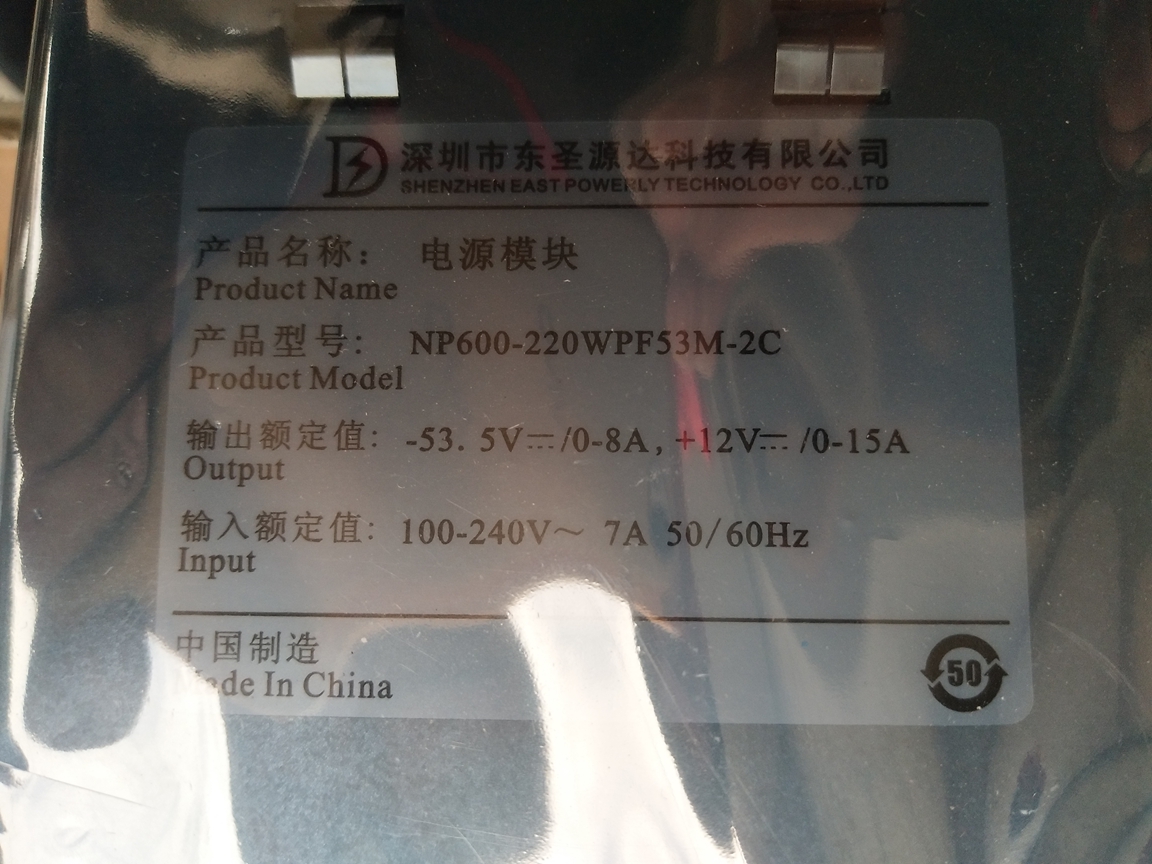 深圳市东圣源达科技有限公司
SHENZHEN EAST POWERLY TECHNOLOGY CO.,LTD
产品名称： 电源模块
Product Name
产品型号： NP600-220WPF53M-2C
Product Model
输出额定值： -53. 5V⎓/0-8A, +12V⎓ /0-15A
Output
输入额定值： 100-240V～ 7A 50/60Hz
Input
中国制造
Made In China
50